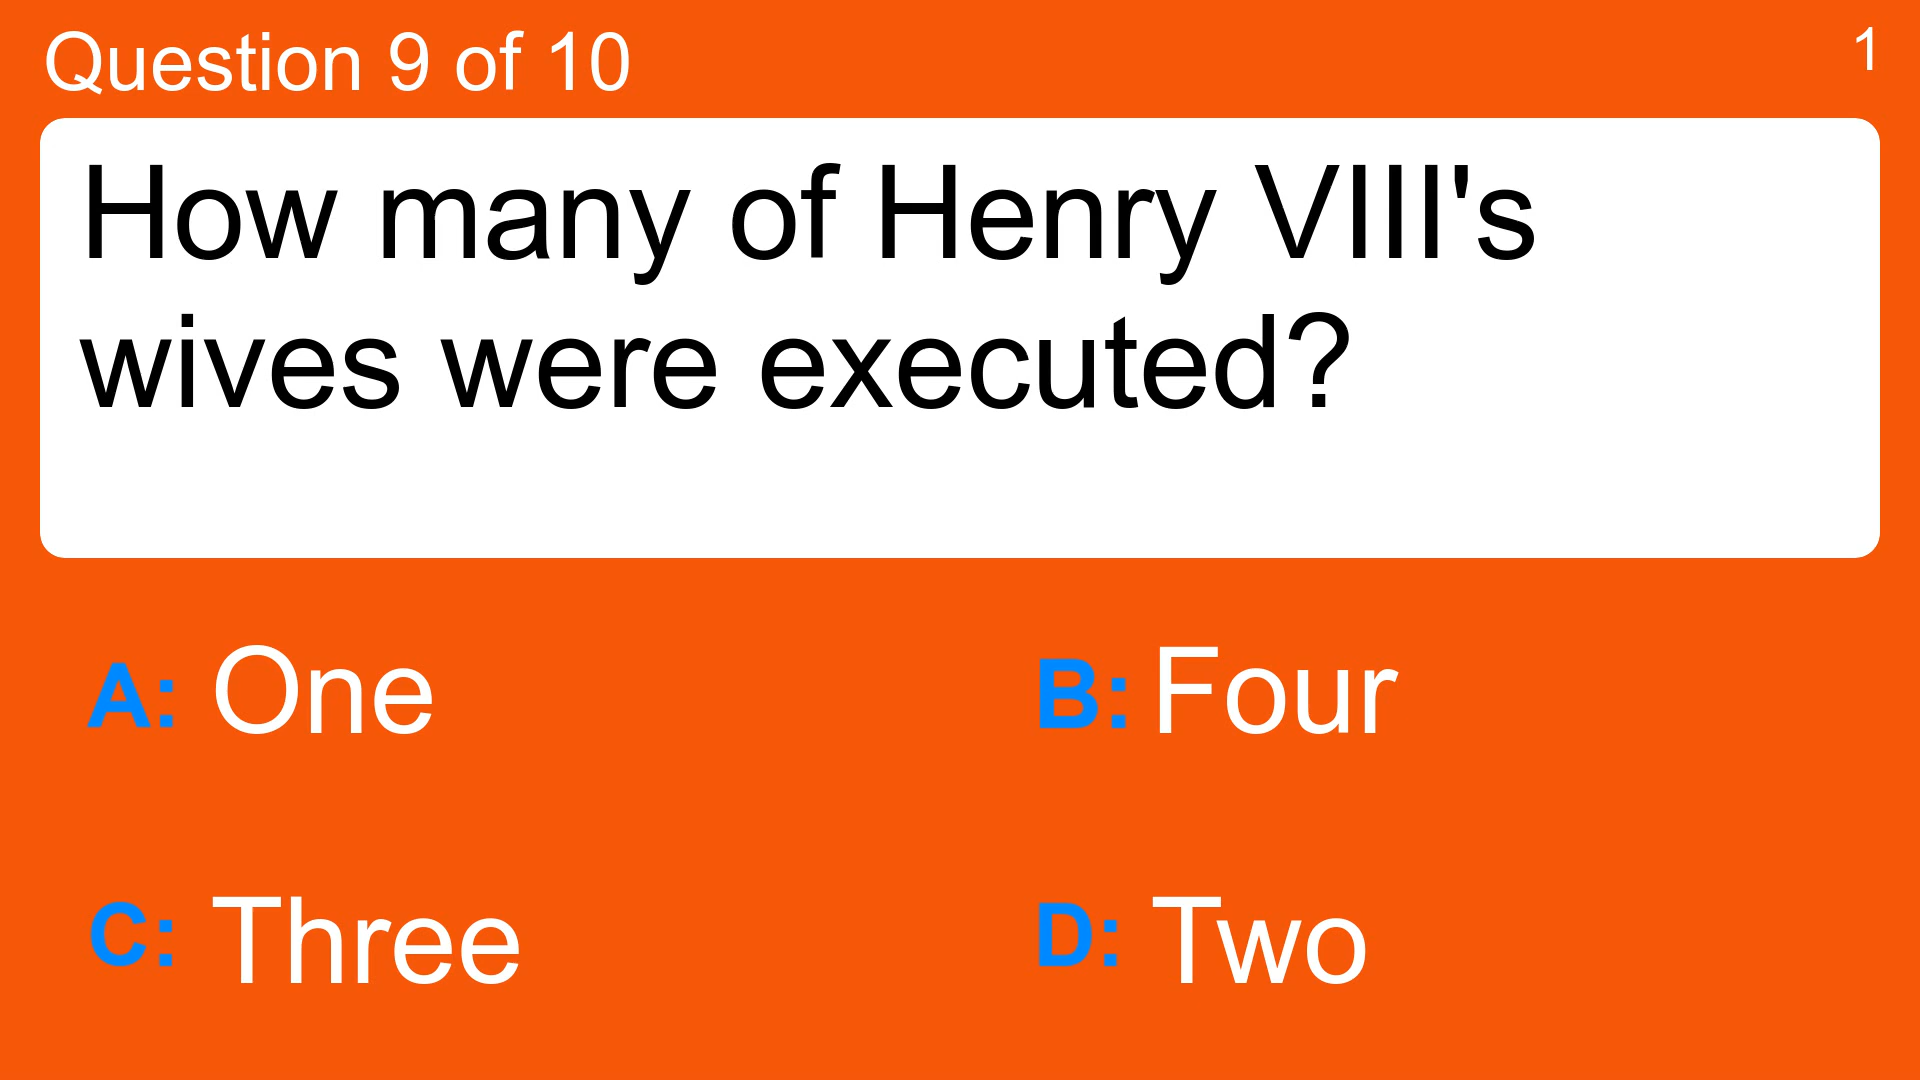 Question 9 of 10
1
How many of Henry VIII's
wives were executed?
A: One
B: Four
C: Three
D: Two